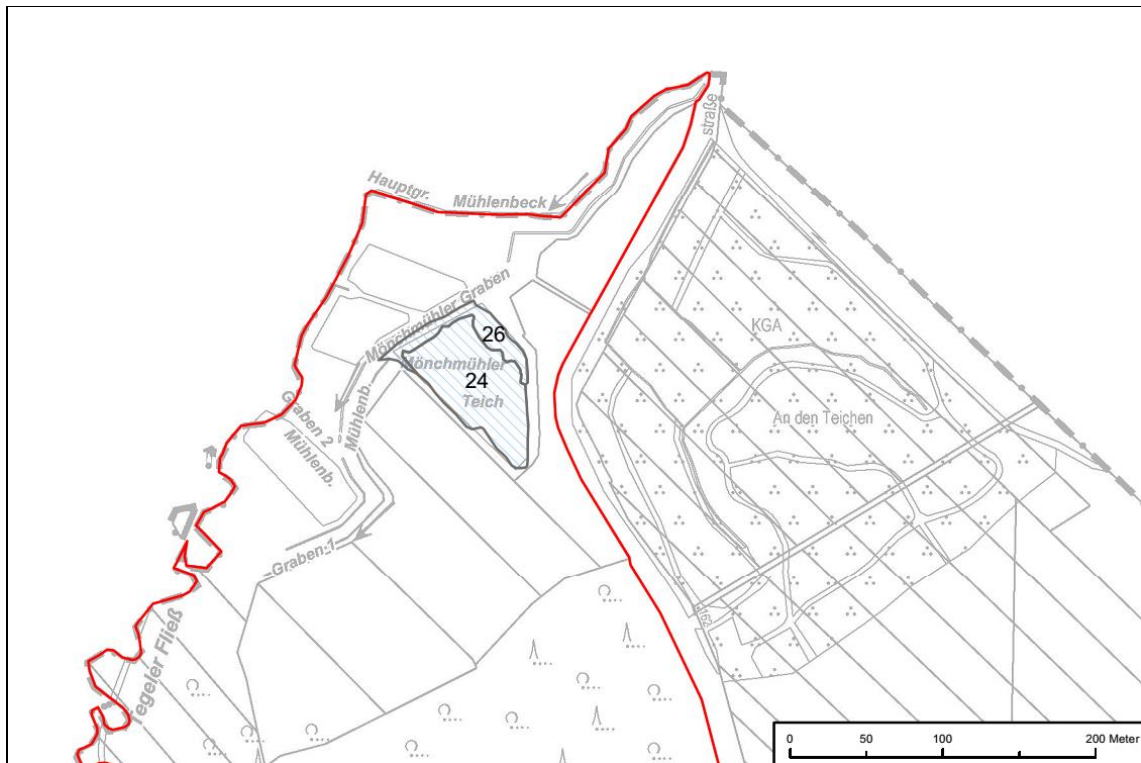 straße
Hauptgr.
Mühlenbeck
Mönchmühler Graben
26
KGA
Mönchmühler
24
Teich
An den Teichen
Mühlenb.
Graben 2
Mühlenb.
Graben 1
162
Tegeler Fließ
0 50 100 200 Meter